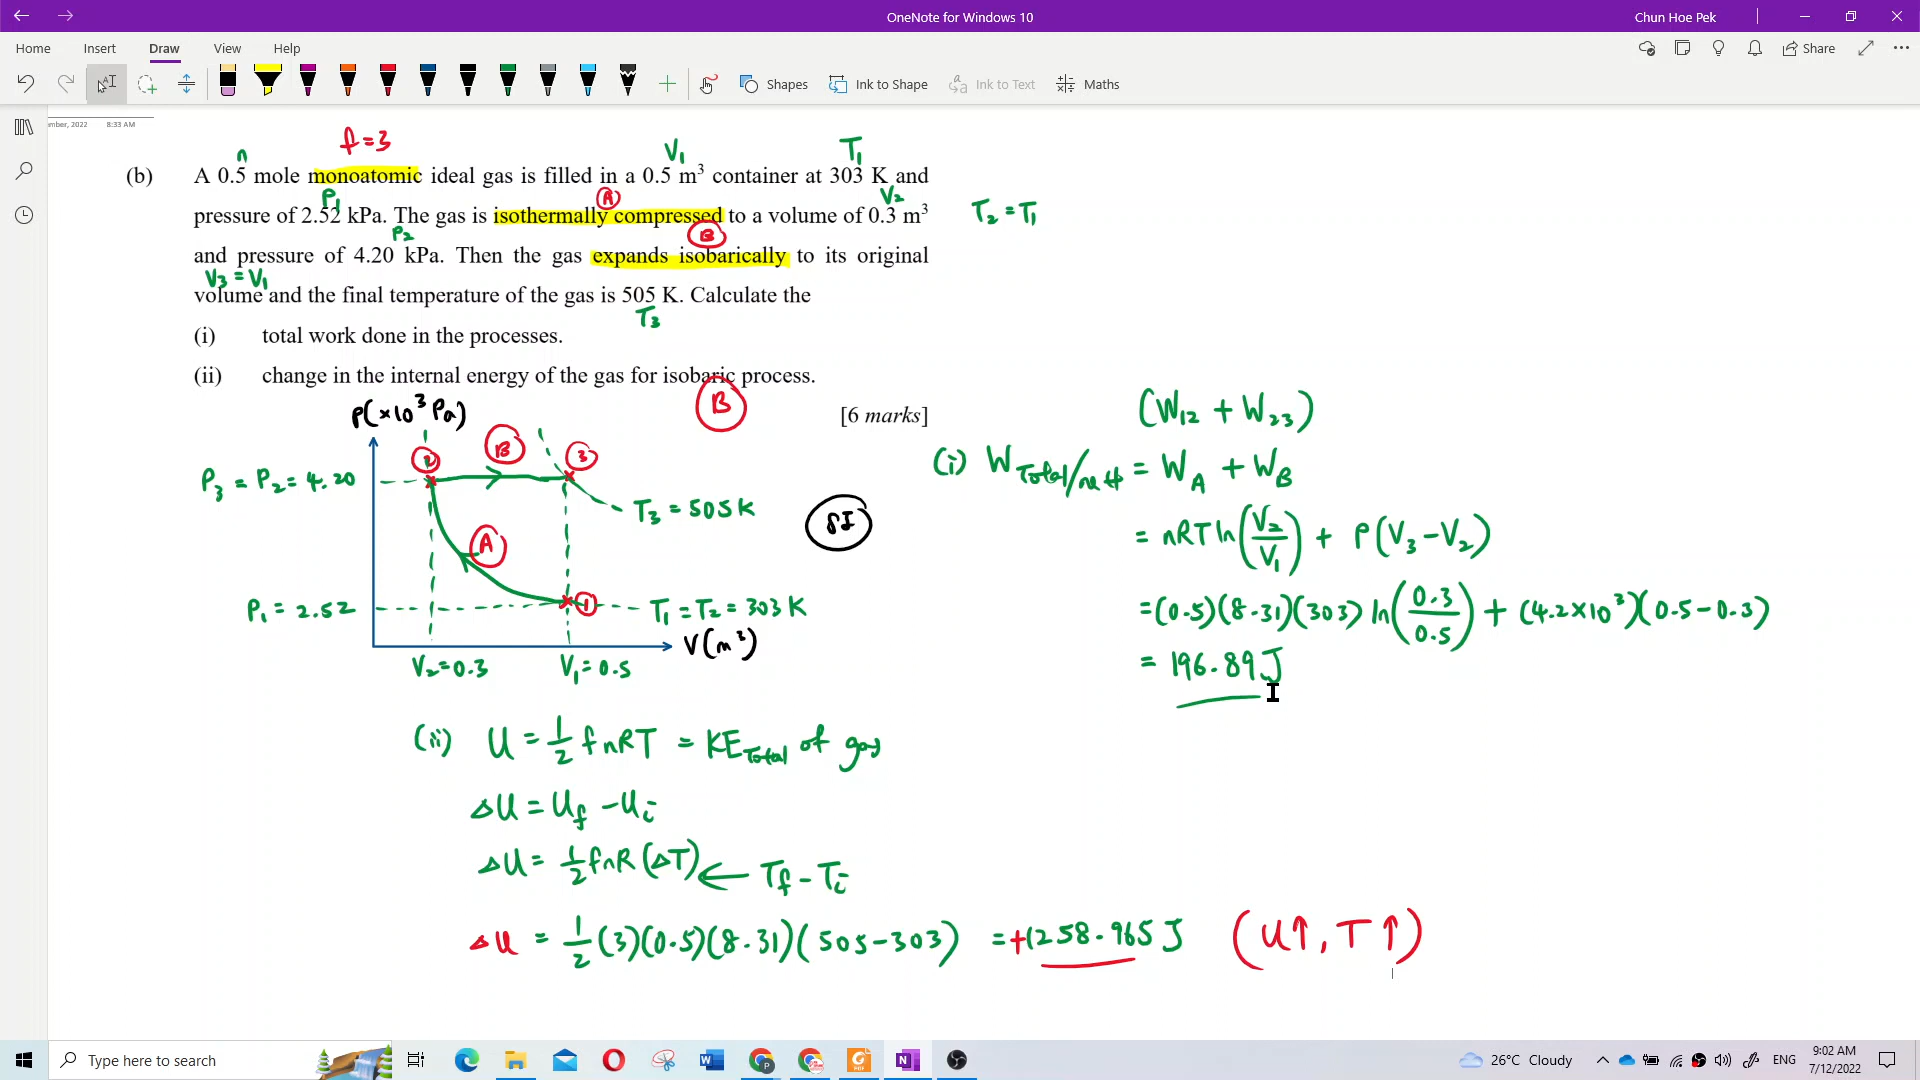 OneNote for Windows 10
Chun Hoe Pek
Home Insert Draw View Help
Share
Shapes Ink to Shape Ink to Text Maths
mber, 2022 8:33 AM
f = 3
n V₁ T₁
(b) A 0.5 mole monoatomic ideal gas is filled in a 0.5 m³ container at 303 K and
P₁ A V₂
pressure of 2.52 kPa. The gas is isothermally compressed to a volume of 0.3 m³ T₂ = T₁
P₂ B
and pressure of 4.20 kPa. Then the gas expands isobarically to its original
V₃ = V₁
volume and the final temperature of the gas is 505 K. Calculate the
T₃
(i) total work done in the processes.
(ii) change in the internal energy of the gas for isobaric process.
B
[6 marks]
P(×10³ Pa)
2 B 3
P₃ = P₂ = 4.20
T₃ = 505 K
A
P₁ = 2.52
1
T₁ = T₂ = 303 K
V(m³)
V₂ = 0.3 V₁ = 0.5
SI
(W₁₂ + W₂₃)
(i) W Total/nett = W_A + W_B
= nRT ln(V₂/V₁) + P(V₃ - V₂)
= (0.5)(8.31)(303) ln(0.3/0.5) + (4.2×10³)(0.5 - 0.3)
= 196.89 J
(ii) U = ½ fnRT = KE Total of gas
ΔU = U_f - U_i
ΔU = ½ fnR(ΔT) ← T_f - T_i
ΔU = ½ (3)(0.5)(8.31)(505 - 303) = +1258.965 J (U↑, T↑)
Type here to search
26°C Cloudy
ENG
9:02 AM
7/12/2022